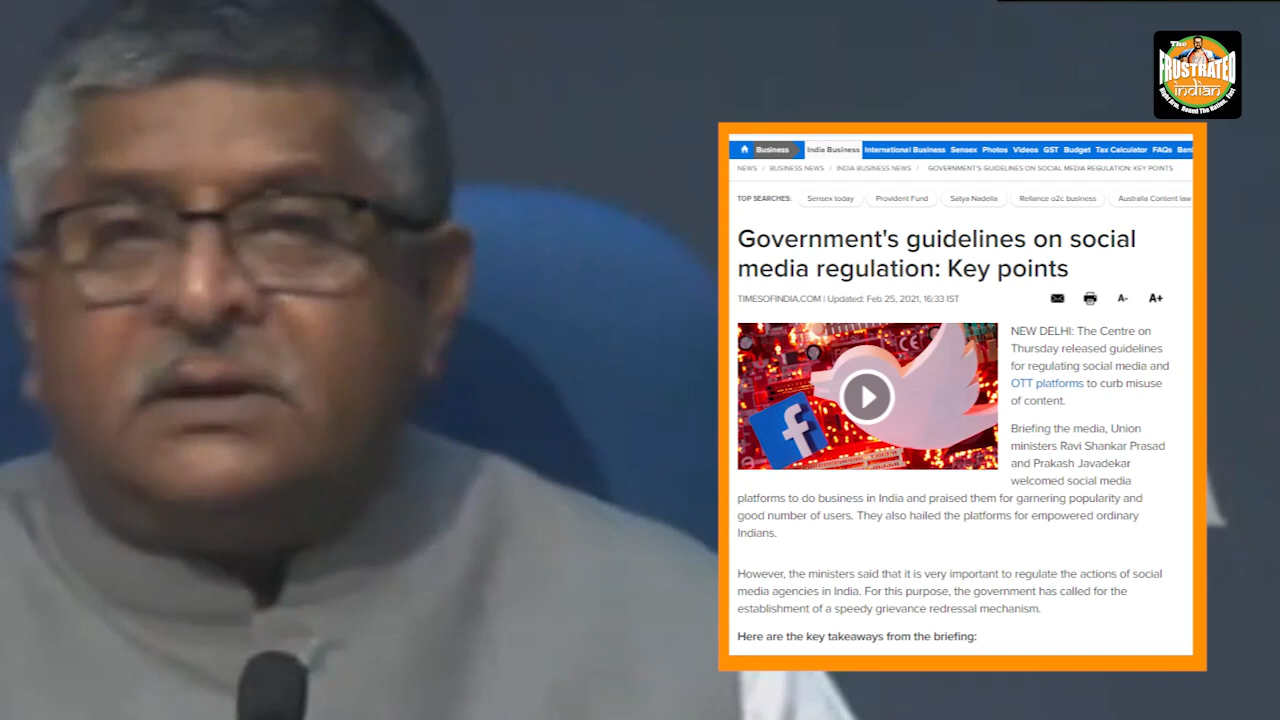 The
FRUSTRATED
indian
Business
India Business
International Business
Sensex
Photos
Videos
GST
Budget
Tax Calculator
FAQs
NEWS / BUSINESS NEWS / INDIA BUSINESS NEWS / GOVERNMENT'S GUIDELINES ON SOCIAL MEDIA REGULATION: KEY POINTS
TOP SEARCHES: Sensex today Provident Fund Satya Nadella Reliance o2c business Australia Content law
Government's guidelines on social
media regulation: Key points
TIMESOFINDIA.COM | Updated: Feb 25, 2021, 16:33 IST
A- A+
NEW DELHI: The Centre on
Thursday released guidelines
for regulating social media and
OTT platforms to curb misuse
of content.
Briefing the media, Union
ministers Ravi Shankar Prasad
and Prakash Javadekar
welcomed social media
platforms to do business in India and praised them for garnering popularity and
good number of users. They also hailed the platforms for empowered ordinary
Indians.
However, the ministers said that it is very important to regulate the actions of social
media agencies in India. For this purpose, the government has called for the
establishment of a speedy grievance redressal mechanism.
Here are the key takeaways from the briefing: